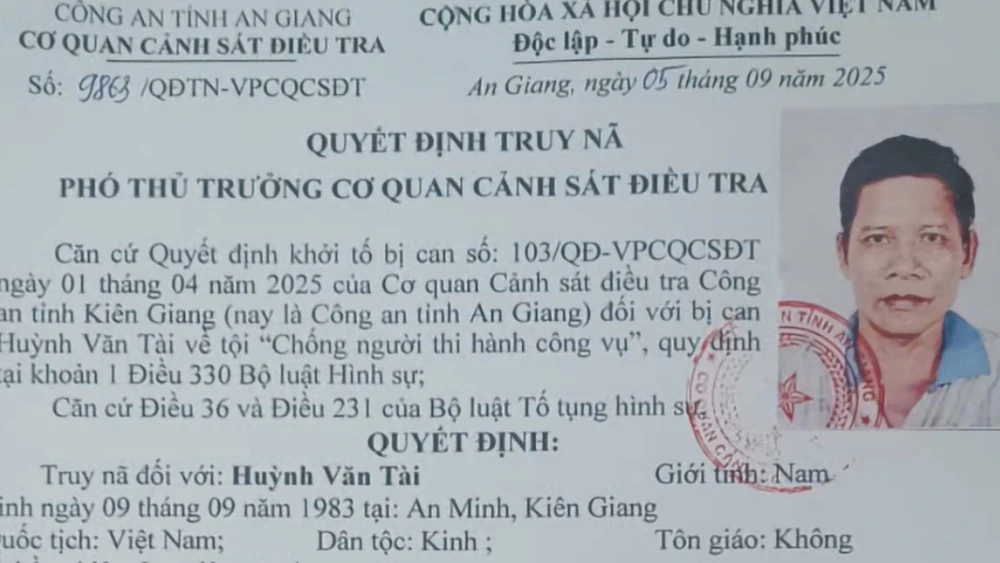 CÔNG AN TỈNH AN GIANG
CƠ QUAN CẢNH SÁT ĐIỀU TRA
Số: 9863 /QĐTN-VPCQCSĐT
CỘNG HÒA XÃ HỘI CHỦ NGHĨA VIỆT NAM
Độc lập - Tự do - Hạnh phúc
An Giang, ngày 05 tháng 09 năm 2025
QUYẾT ĐỊNH TRUY NÃ
PHÓ THỦ TRƯỞNG CƠ QUAN CẢNH SÁT ĐIỀU TRA
Căn cứ Quyết định khởi tố bị can số: 103/QĐ-VPCQCSĐT
ngày 01 tháng 04 năm 2025 của Cơ quan Cảnh sát điều tra Công
an tỉnh Kiên Giang (nay là Công an tỉnh An Giang) đối với bị can
Huỳnh Văn Tài về tội “Chống người thi hành công vụ”, quy định
tại khoản 1 Điều 330 Bộ luật Hình sự;
Căn cứ Điều 36 và Điều 231 của Bộ luật Tố tụng hình sự.
QUYẾT ĐỊNH:
Truy nã đối với: Huỳnh Văn Tài Giới tính: Nam
inh ngày 09 tháng 09 năm 1983 tại: An Minh, Kiên Giang
uốc tịch: Việt Nam; Dân tộc: Kinh ; Tôn giáo: Không